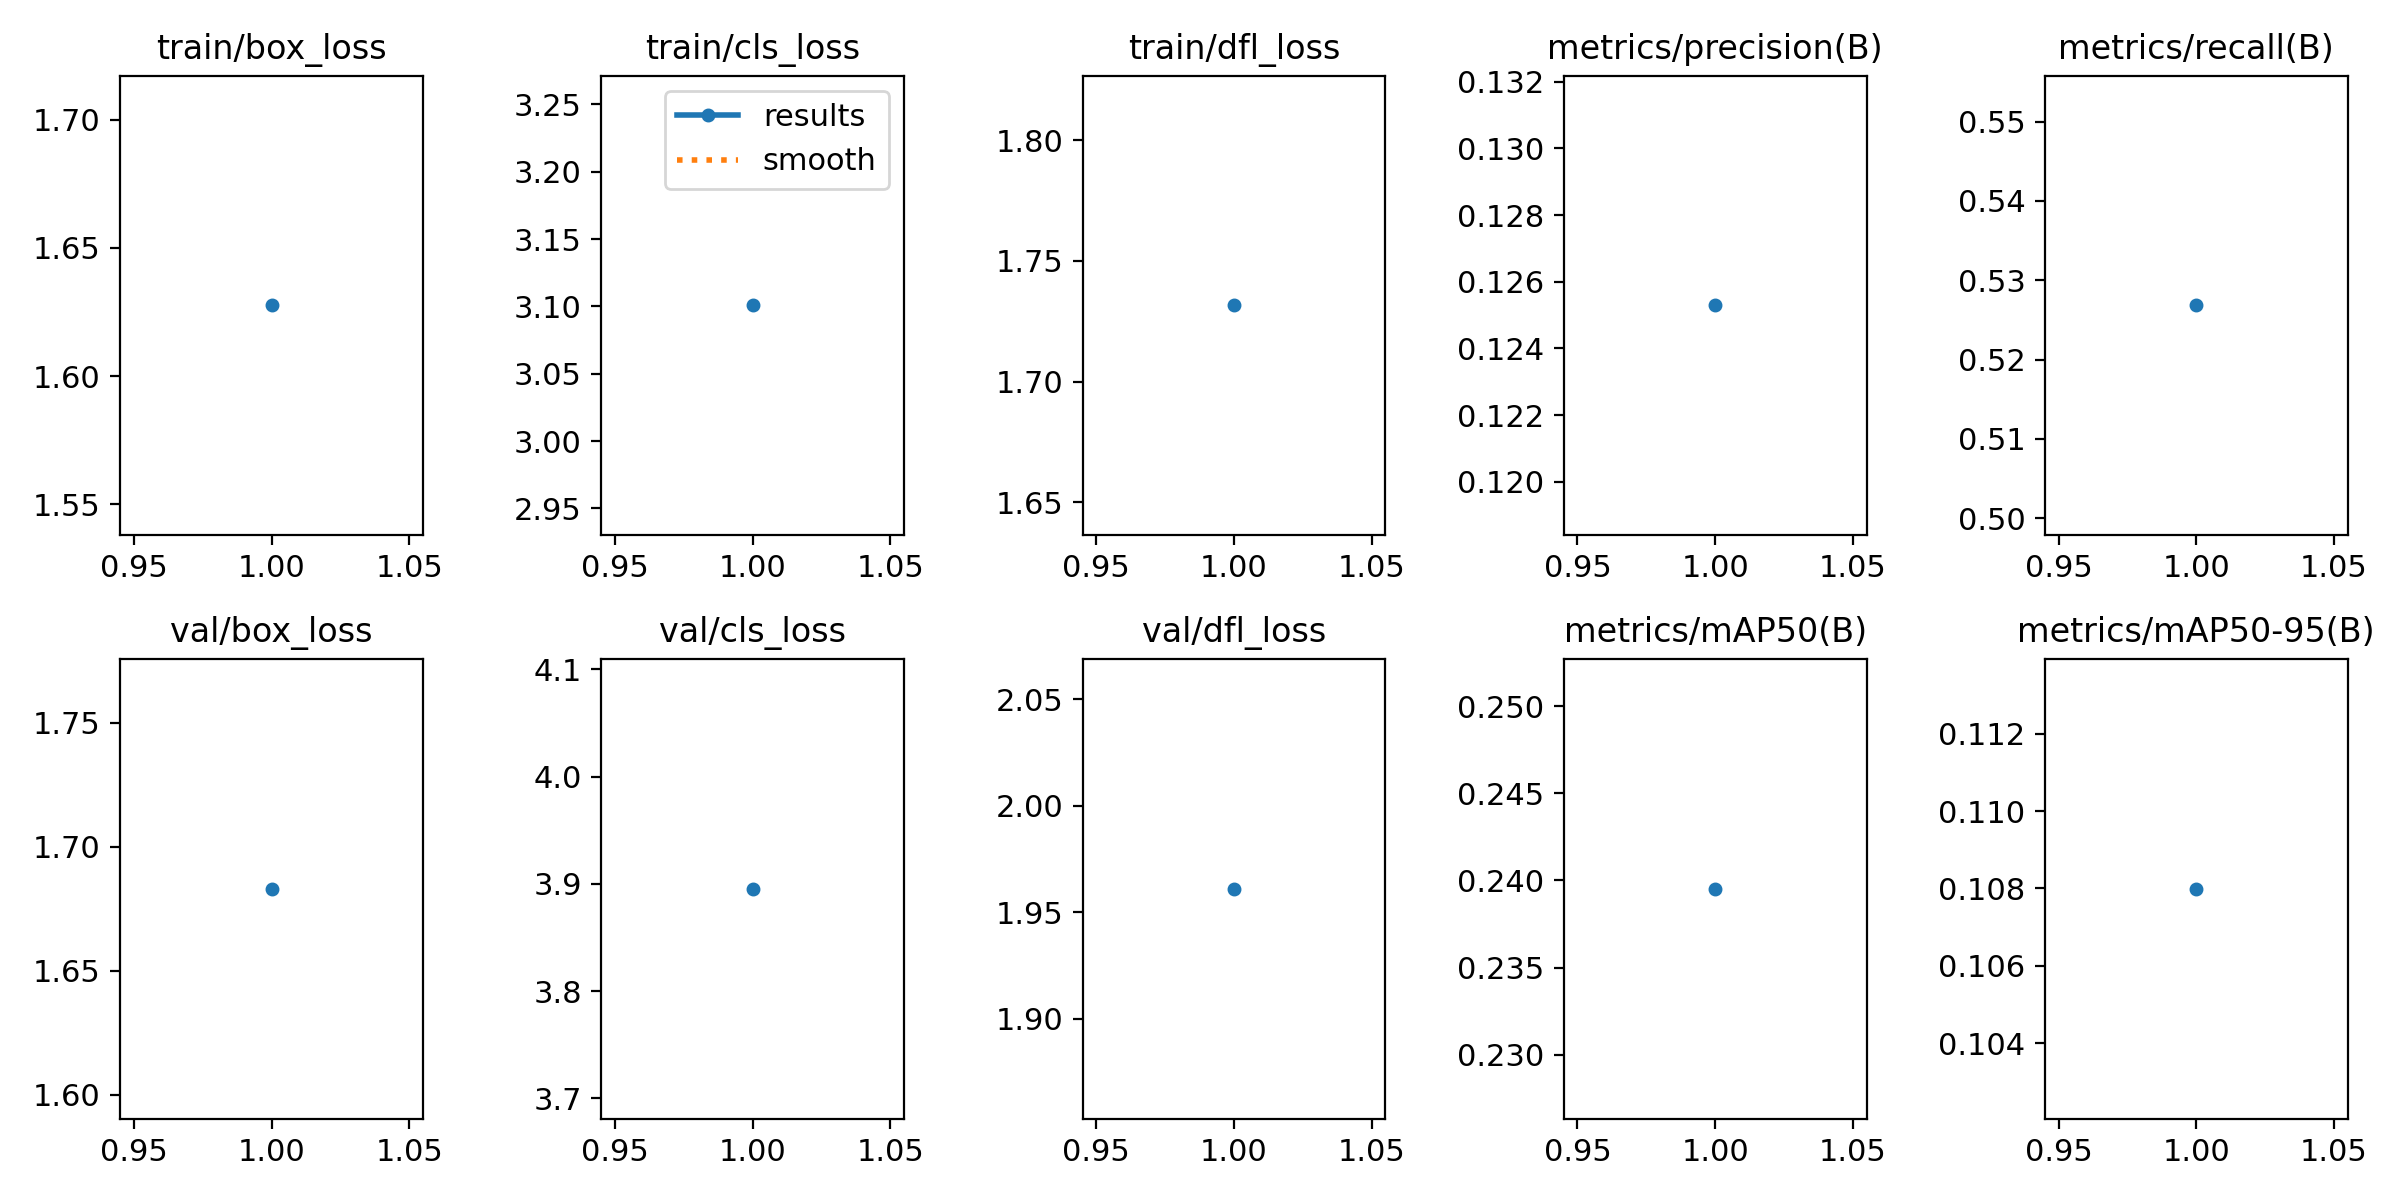 train/box_loss
train/cls_loss
train/dfl_loss
metrics/precision(B)
metrics/recall(B)
1.70
1.65
1.60
1.55
0.95 1.00 1.05
3.25
3.20
3.15
3.10
3.05
3.00
2.95
results
smooth
0.95 1.00 1.05
1.80
1.75
1.70
1.65
0.95 1.00 1.05
0.132
0.130
0.128
0.126
0.124
0.122
0.120
0.95 1.00 1.05
0.55
0.54
0.53
0.52
0.51
0.50
0.95 1.00 1.05
val/box_loss
val/cls_loss
val/dfl_loss
metrics/mAP50(B)
metrics/mAP50-95(B)
1.75
1.70
1.65
1.60
0.95 1.00 1.05
4.1
4.0
3.9
3.8
3.7
0.95 1.00 1.05
2.05
2.00
1.95
1.90
0.95 1.00 1.05
0.250
0.245
0.240
0.235
0.230
0.95 1.00 1.05
0.112
0.110
0.108
0.106
0.104
0.95 1.00 1.05